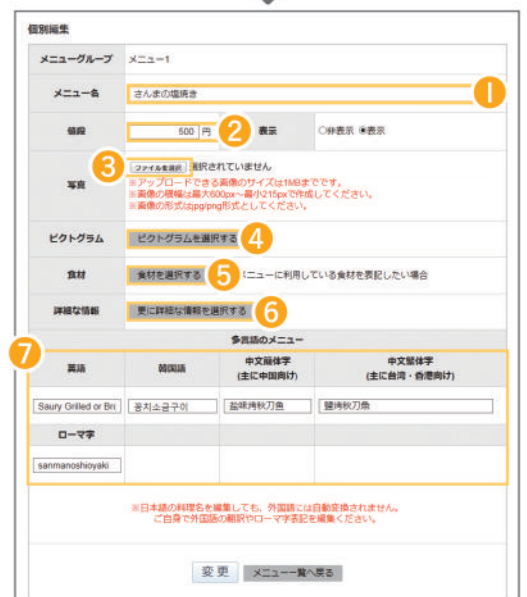 個別編集
メニューグループ メニュー1
メニュー名 さんまの塩焼き 1
値段 500 円 2 表示 ○非表示 ◉表示
3
写真 ファイルを選択 選択されていません
※アップロードできる画像のサイズは1MBまでです。
※画像の横幅は最大600px～最小215pxで作成してください。
※画像の形式はjpg/png形式としてください。
ピクトグラム ピクトグラムを選択する 4
食材 食材を選択する 5 メニューに利用している食材を表記したい場合
詳細な情報 更に詳細な情報を選択する 6
多言語のメニュー
7
英語 韓国語 中文簡体字 中文繁体字
(主に中国向け) (主に台湾・香港向け)
Saury Grilled or Bri 꽁치소금구이 盐味烤秋刀鱼 鹽烤秋刀魚
ローマ字
sanmanoshioyaki
※日本語の料理名を編集しても、外国語には自動変換されません。
ご自身で外国語の翻訳やローマ字表記を編集ください。
変更 メニュー一覧へ戻る